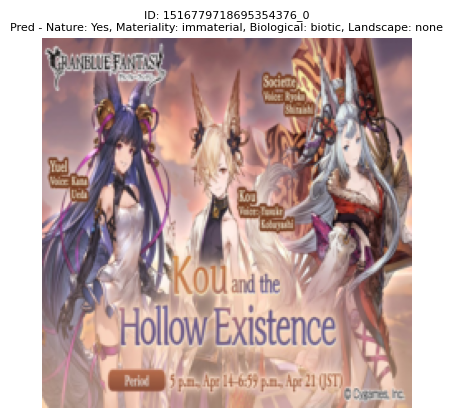 ID: 1516779718695354376_0
Pred - Nature: Yes, Materiality: immaterial, Biological: biotic, Landscape: none
GRANBLUE FANTASY
Societte
Voice: Ryoko
Shiraishi
Yuel
Voice: Kana
Ueda
Kou
Voice: Yusuke
Kobayashi
Kou and the
Hollow Existence
Period
5 p.m., Apr 14–6:59 p.m., Apr 21 (JST)
© Cygames, Inc.